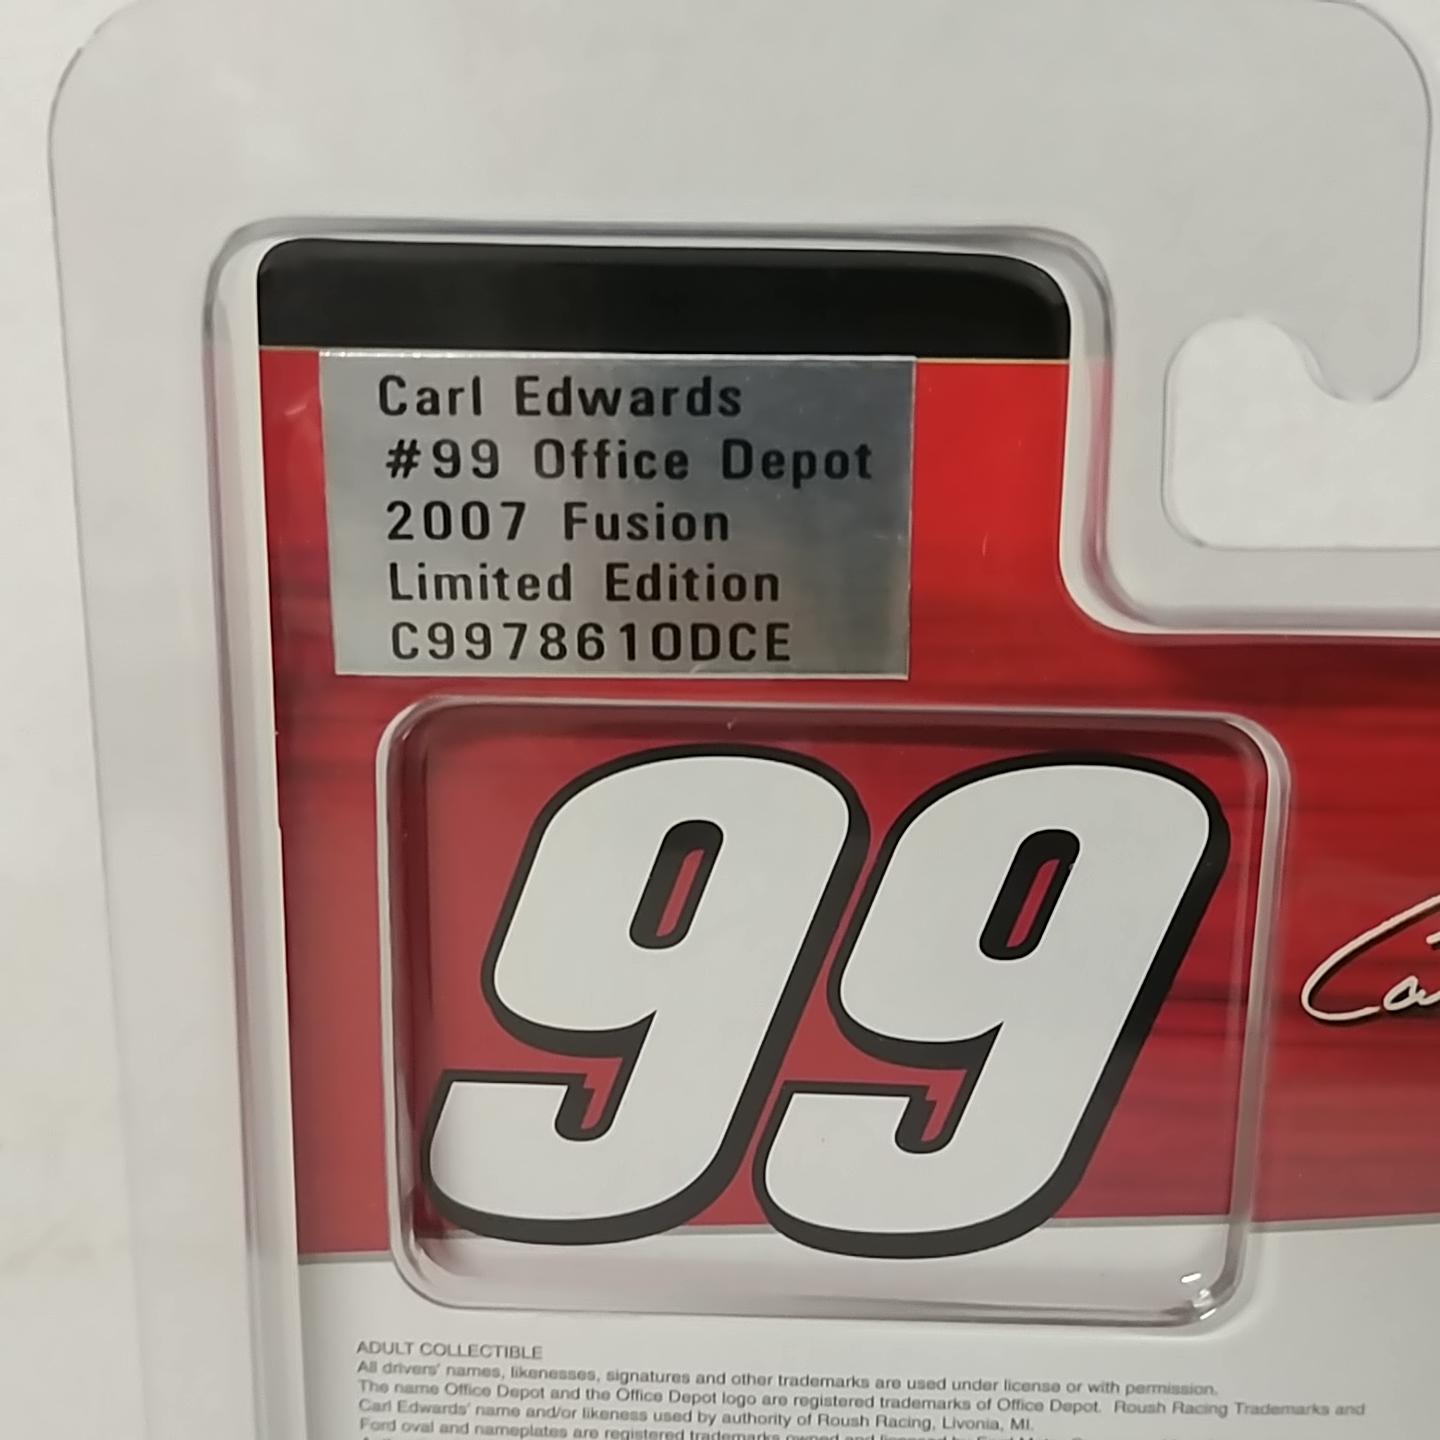 Carl Edwards
#99 Office Depot
2007 Fusion
Limited Edition
C9978610DCE
99
ADULT COLLECTIBLE
All drivers' names, likenesses, signatures and other trademarks are used under license or with permission.
The name Office Depot and the Office Depot logo are registered trademarks of Office Depot. Roush Racing Trademarks and
Carl Edwards' name and/or likeness used by authority of Roush Racing, Livonia, MI.
Ford oval and nameplates are registered trademarks owned and licensed by Ford